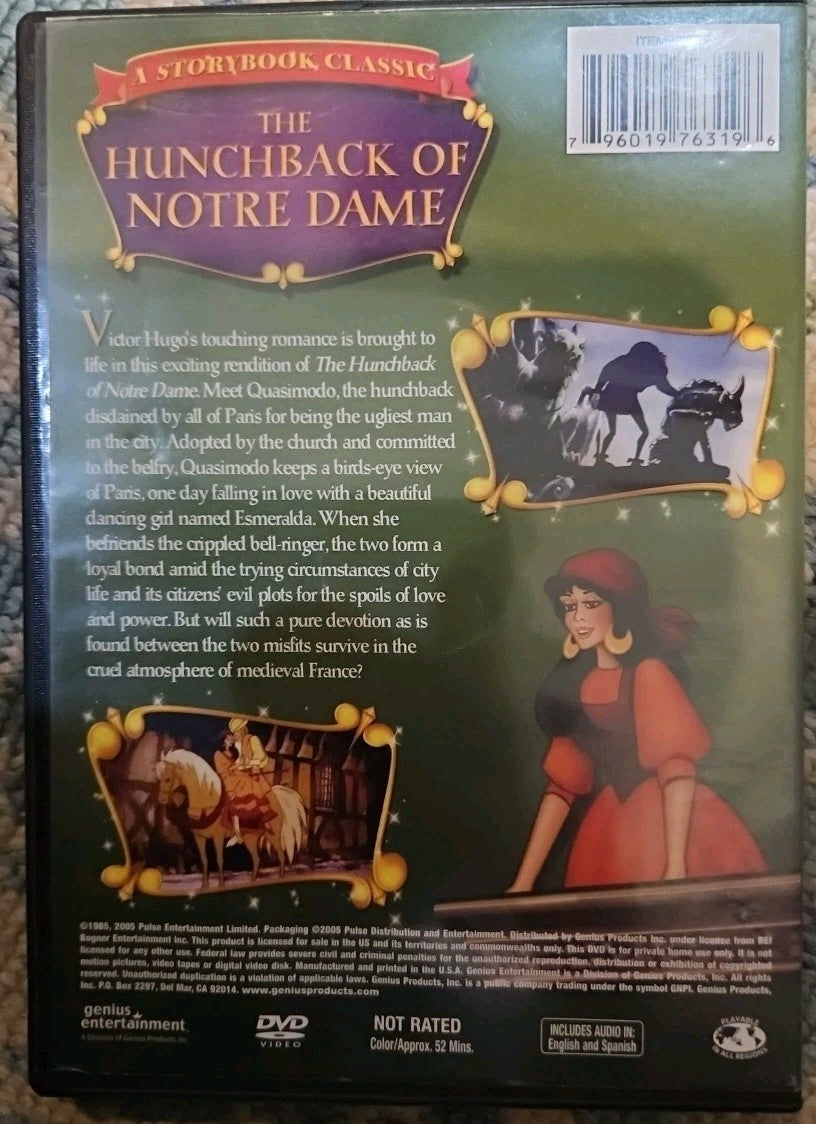 A STORYBOOK CLASSIC
ITEM
THE
HUNCHBACK OF
NOTRE DAME
7 96019 76319 6
Victor Hugo's touching romance is brought to
life in this exciting rendition of The Hunchback
of Notre Dame. Meet Quasimodo, the hunchback
disdained by all of Paris for being the ugliest man
in the city. Adopted by the church and committed
to the belfry, Quasimodo keeps a birds-eye view
of Paris, one day falling in love with a beautiful
dancing girl named Esmeralda. When she
befriends the crippled bell-ringer, the two form a
loyal bond amid the trying circumstances of city
life and its citizens' evil plots for the spoils of love
and power. But will such a pure devotion as is
found between the two misfits survive in the
cruel atmosphere of medieval France?
©1985, 2005 Pulse Entertainment Limited. Packaging ©2005 Pulse Distribution and Entertainment. Distributed by Genius Products Inc. under license from BEI
Bogner Entertainment Inc. This product is licensed for sale in the US and its territories and commonwealths only. This DVD is for private home use only. It is not
licensed for any other use. Federal law provides severe civil and criminal penalties for the unauthorized reproduction, distribution or exhibition of copyrighted
motion pictures, video tapes or digital video disk. Manufactured and printed in the U.S.A. Genius Entertainment is a Division of Genius Products, Inc. All rights
reserved. Unauthorized duplication is a violation of applicable laws. Genius Products, Inc. is a public company trading under the symbol GNPI. Genius Products,
Inc. P.O. Box 2297, Del Mar, CA 92014. www.geniusproducts.com
genius
entertainment
A Division of Genius Products Inc.
DVD
VIDEO
NOT RATED
Color/Approx. 52 Mins.
INCLUDES AUDIO IN:
English and Spanish
PLAYABLE
IN ALL REGIONS